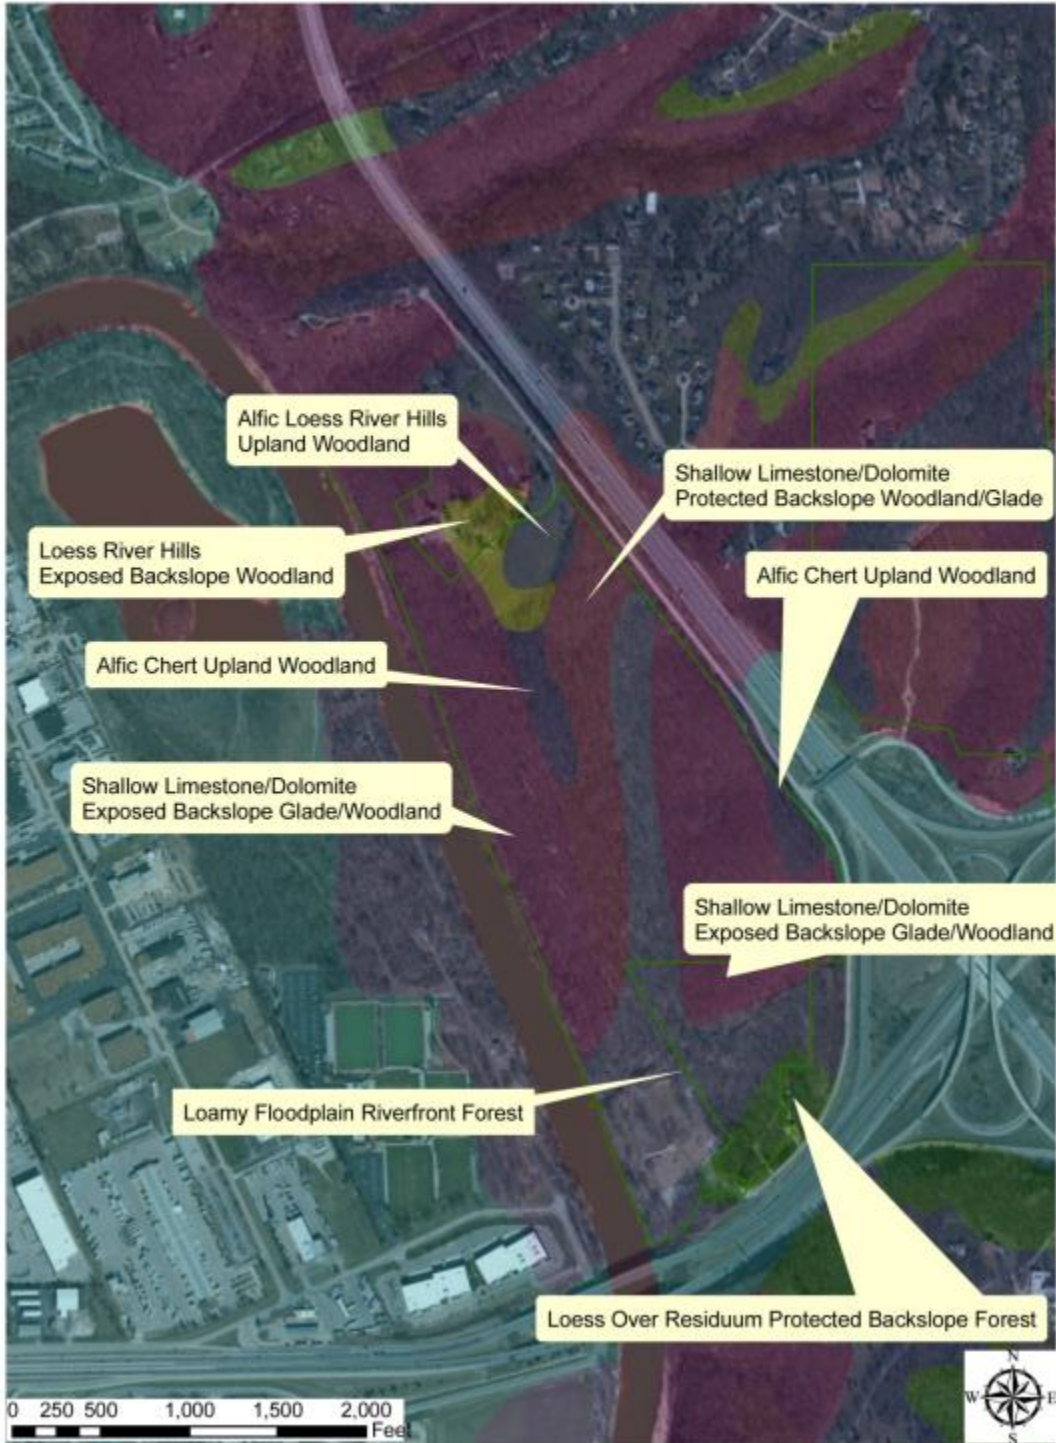 Alfic Loess River Hills
Upland Woodland
Shallow Limestone/Dolomite
Protected Backslope Woodland/Glade
Loess River Hills
Exposed Backslope Woodland
Alfic Chert Upland Woodland
Alfic Chert Upland Woodland
Shallow Limestone/Dolomite
Exposed Backslope Glade/Woodland
Shallow Limestone/Dolomite
Exposed Backslope Glade/Woodland
Loamy Floodplain Riverfront Forest
Loess Over Residuum Protected Backslope Forest
N
W E
S
0 250 500 1,000 1,500 2,000
Feet